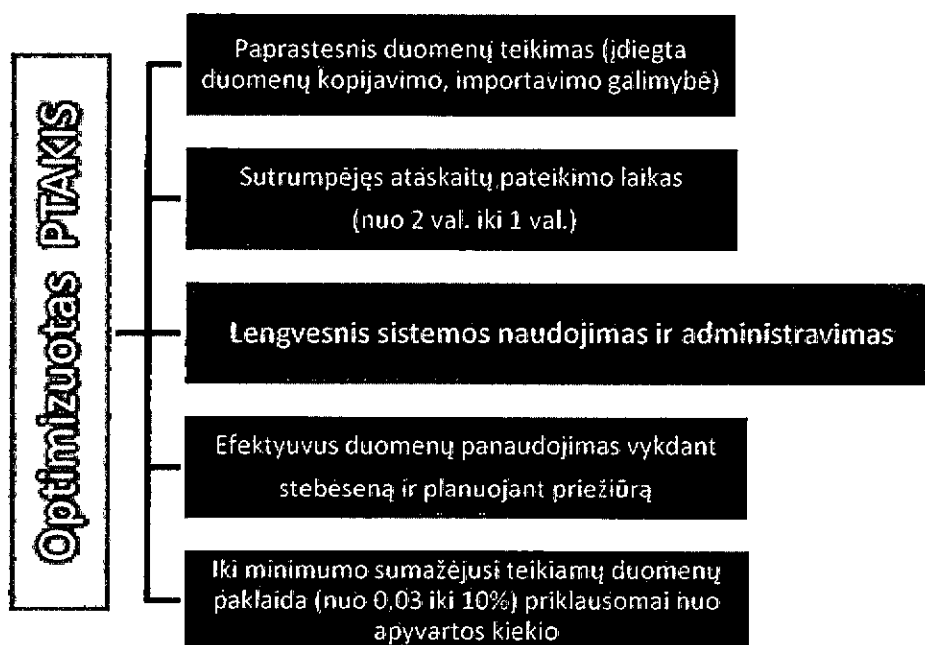 Optimizuotas PTAKIS
Paprastesnis duomenų teikimas (įdiegta
duomenų kopijavimo, importavimo galimybė)
Sutrumpėjęs ataskaitų pateikimo laikas
(nuo 2 val. iki 1 val.)
Lengvesnis sistemos naudojimas ir administravimas
Efektyuvus duomenų panaudojimas vykdant
stebėseną ir planuojant priežiūrą
Iki minimumo sumažėjusi teikiamų duomenų
paklaida (nuo 0,03 iki 10%) priklausomai nuo
apyvartos kiekio